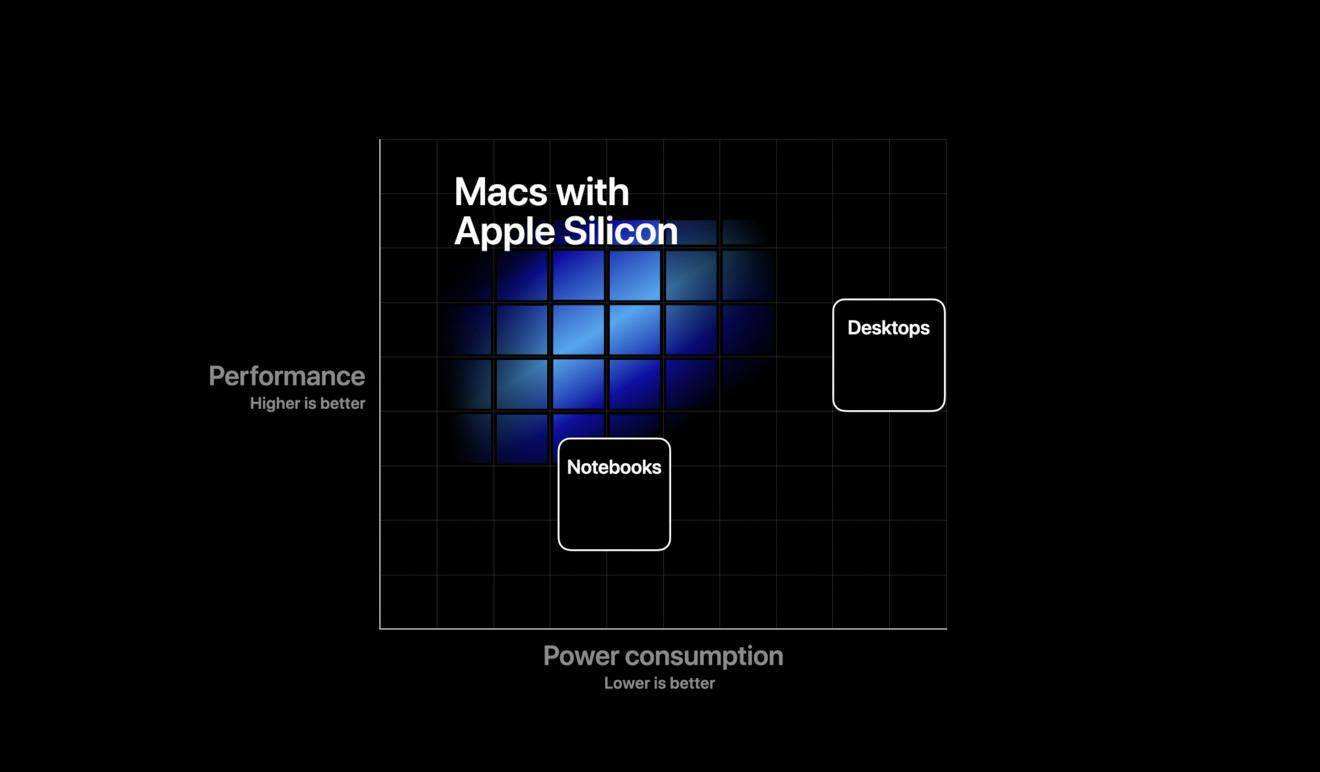 Macs with
Apple Silicon
Desktops
Performance
Higher is better
Notebooks
Power consumption
Lower is better